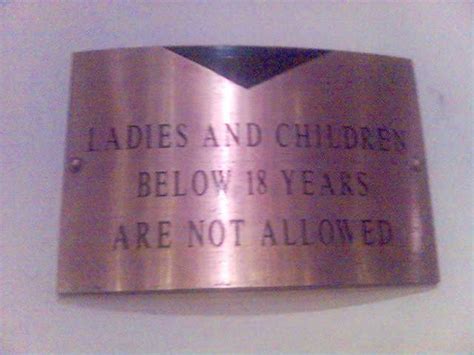 LADIES AND CHILDREN
BELOW 18 YEARS
ARE NOT ALLOWED